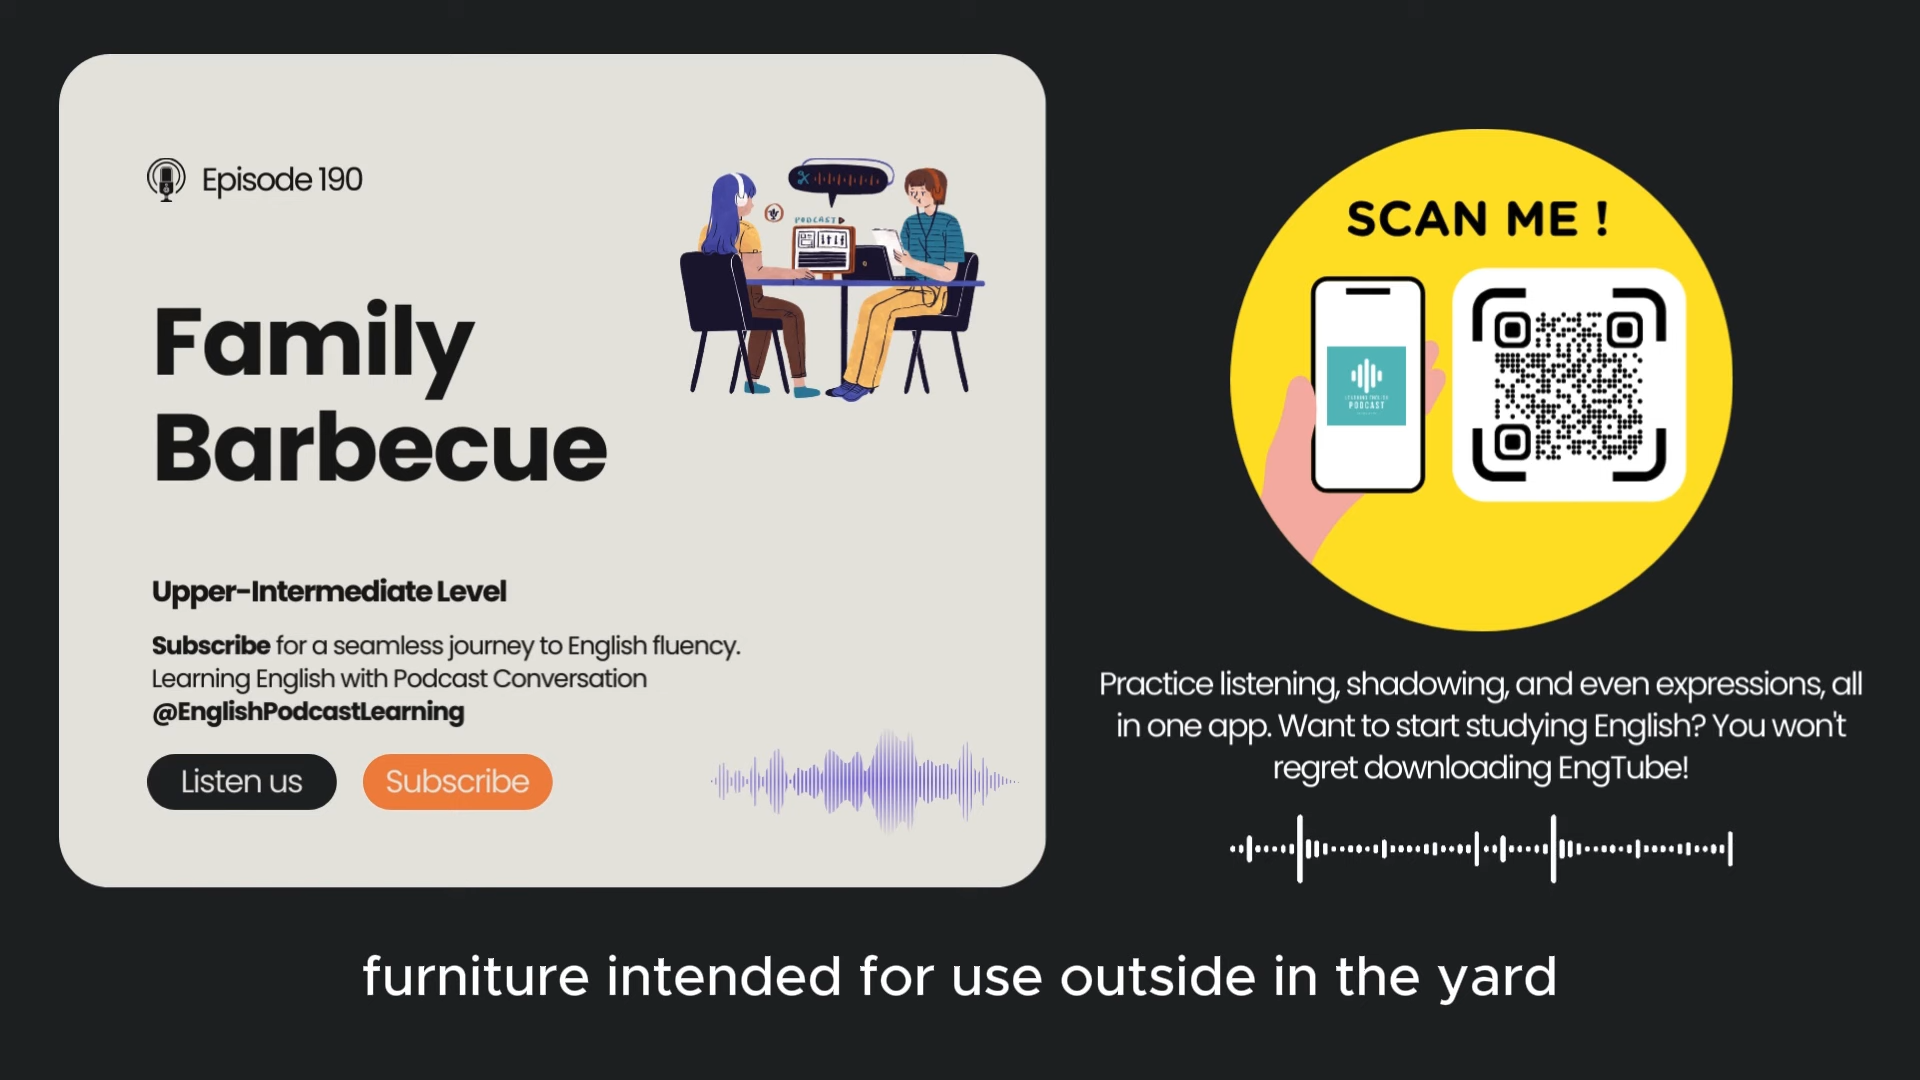 Episode 190
PODCAST
Family
Barbecue
Upper-Intermediate Level
Subscribe for a seamless journey to English fluency.
Learning English with Podcast Conversation
@EnglishPodcastLearning
Listen us
Subscribe
SCAN ME !
PODCAST
Practice listening, shadowing, and even expressions, all
in one app. Want to start studying English? You won't
regret downloading EngTube!
furniture intended for use outside in the yard